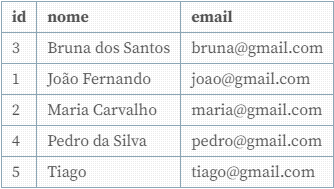 id nome email
3 Bruna dos Santos bruna@gmail.com
1 João Fernando joao@gmail.com
2 Maria Carvalho maria@gmail.com
4 Pedro da Silva pedro@gmail.com
5 Tiago tiago@gmail.com